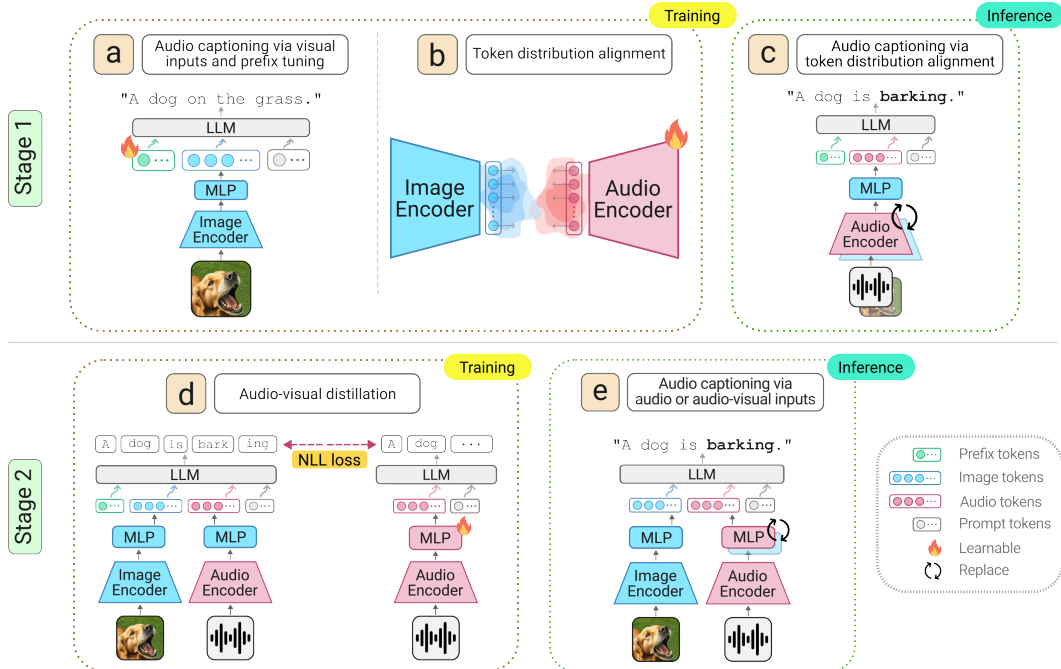 Training
Inference
Stage 1
a
Audio captioning via visual
inputs and prefix tuning
"A dog on the grass."
LLM
MLP
Image
Encoder
b
Token distribution alignment
Image
Encoder
Audio
Encoder
c
Audio captioning via
token distribution alignment
"A dog is barking."
LLM
MLP
Audio
Encoder
Stage 2
Training
Inference
d
Audio-visual distillation
A dog is bark ing
NLL loss
A dog ...
LLM
LLM
MLP
MLP
MLP
Image
Encoder
Audio
Encoder
Audio
Encoder
e
Audio captioning via
audio or audio-visual inputs
"A dog is barking."
LLM
MLP
MLP
Image
Encoder
Audio
Encoder
Prefix tokens
Image tokens
Audio tokens
Prompt tokens
Learnable
Replace